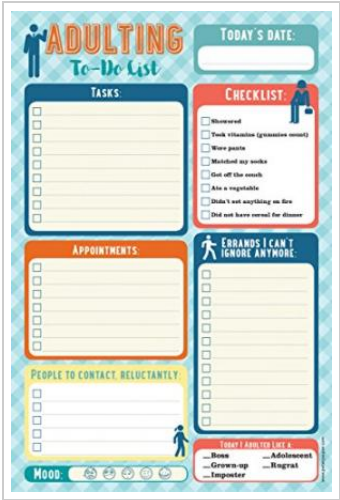 ADULTING
To-Do List
TODAY'S DATE:
TASKS:
CHECKLIST:
Showered
Took vitamins (gummies count)
Wore pants
Matched my socks
Got off the couch
Ate a vegetable
Didn't set anything on fire
Did not have cereal for dinner
APPOINTMENTS:
ERRANDS I CAN'T
IGNORE ANYMORE:
PEOPLE TO CONTACT, RELUCTANTLY:
TODAY I ADULTED LIKE A:
Boss
Adolescent
Grown-up
Rugrat
Imposter
MOOD: